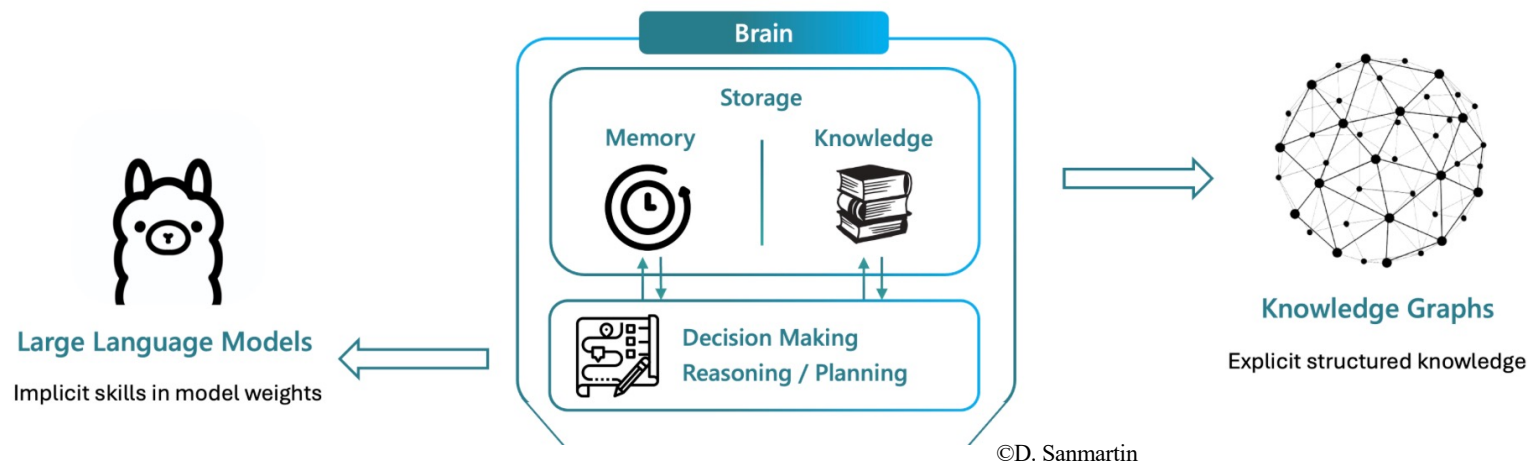 Brain
Storage
Memory
Knowledge
Decision Making
Reasoning / Planning
Large Language Models
Implicit skills in model weights
Knowledge Graphs
Explicit structured knowledge
©D. Sanmartin